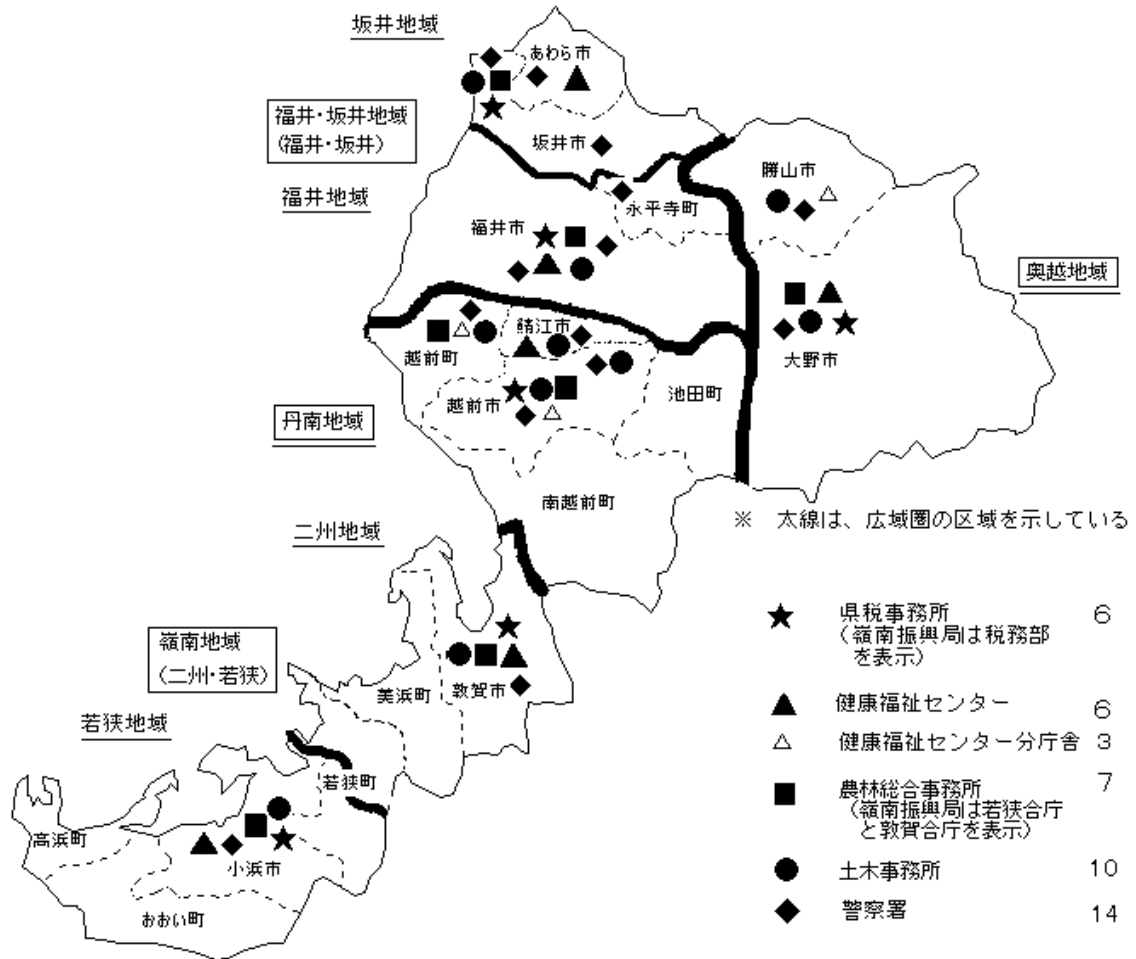 坂井地域
あわら市
福井・坂井地域
(福井・坂井)
坂井市
勝山市
福井地域
永平寺町
福井市
奥越地域
鯖江市
越前町
大野市
池田町
越前市
丹南地域
南越前町
※ 太線は、広域圏の区域を示している
二州地域
★ 県税事務所 6
(嶺南振興局は税務部
を表示)
嶺南地域
(二州・若狭)
美浜町
敦賀市
▲ 健康福祉センター 6
若狭地域
△ 健康福祉センター分庁舎 3
若狭町
■ 農林総合事務所 7
(嶺南振興局は若狭合庁
と敦賀合庁を表示)
高浜町
小浜市
● 土木事務所 10
おおい町
◆ 警察署 14